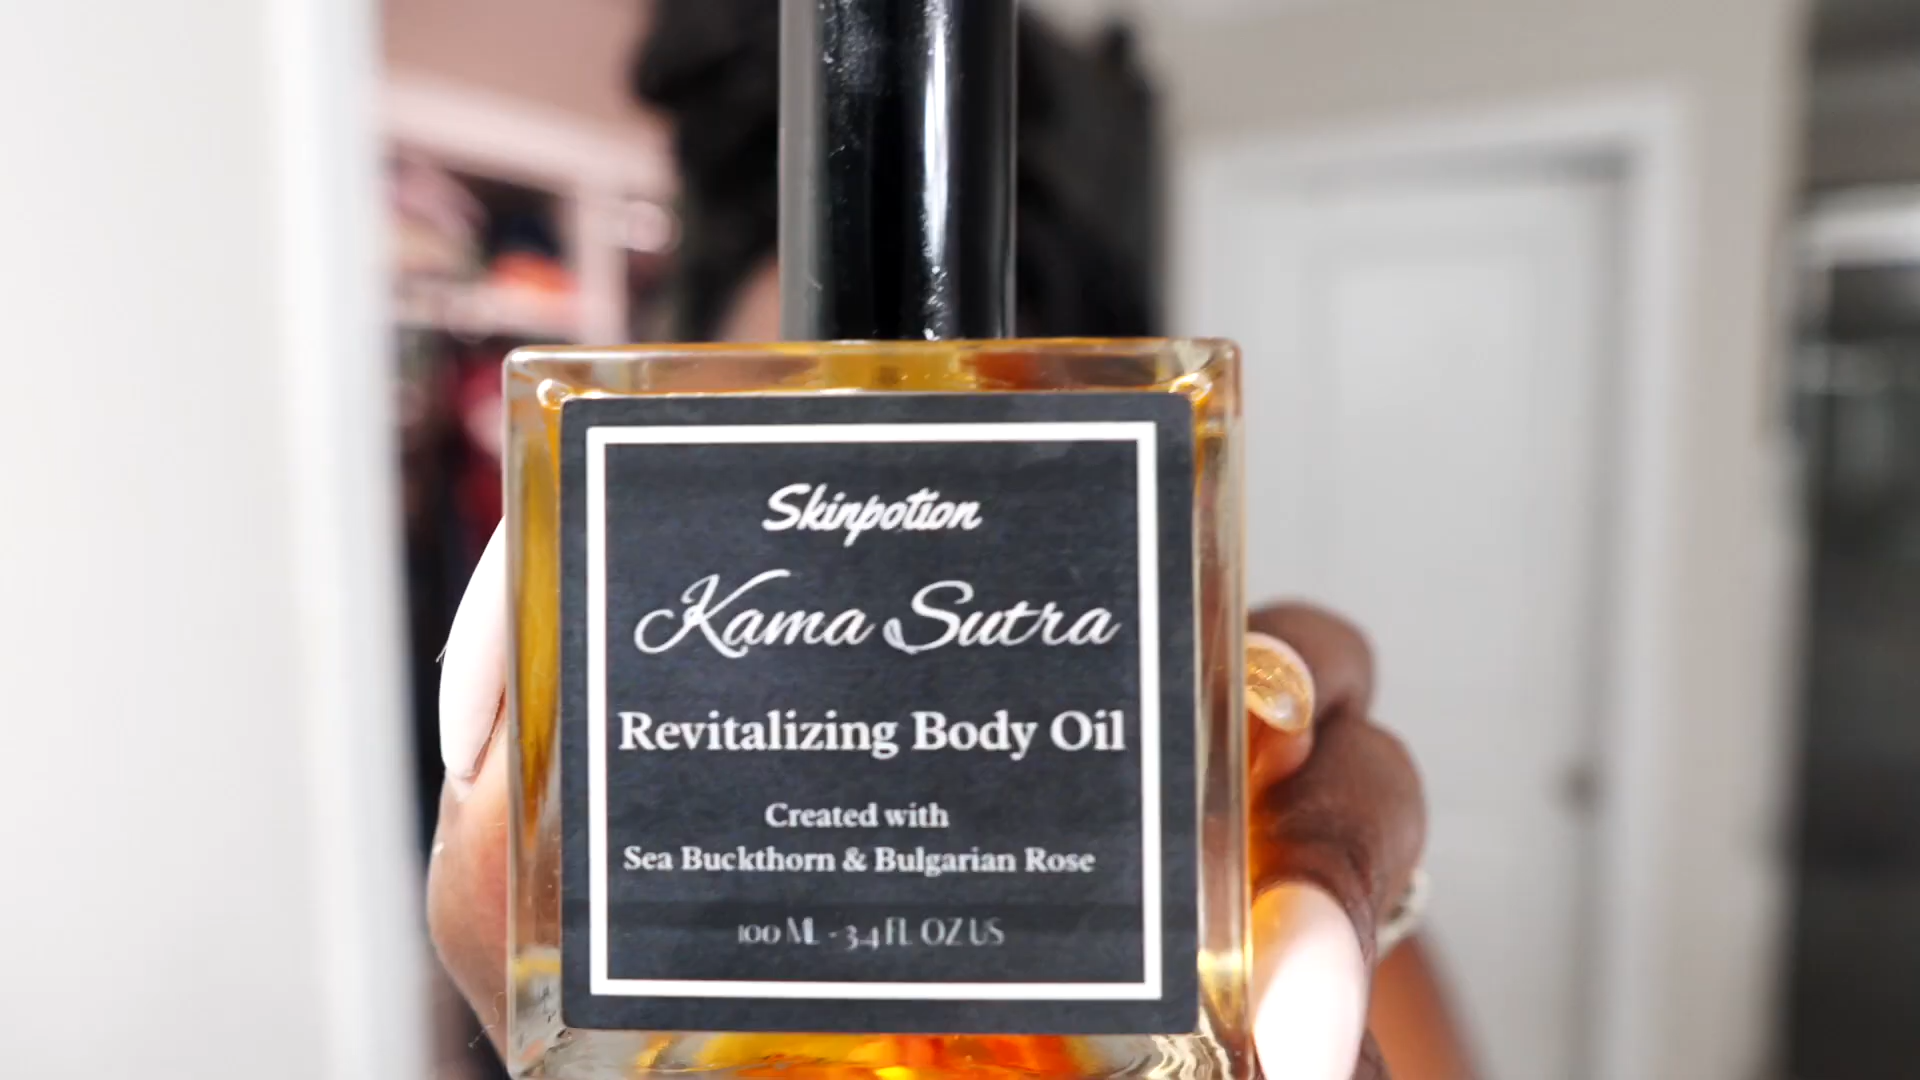 Skinpotion
Kama Sutra
Revitalizing Body Oil
Created with
Sea Buckthorn & Bulgarian Rose
100 ML - 3.4 FL OZ US